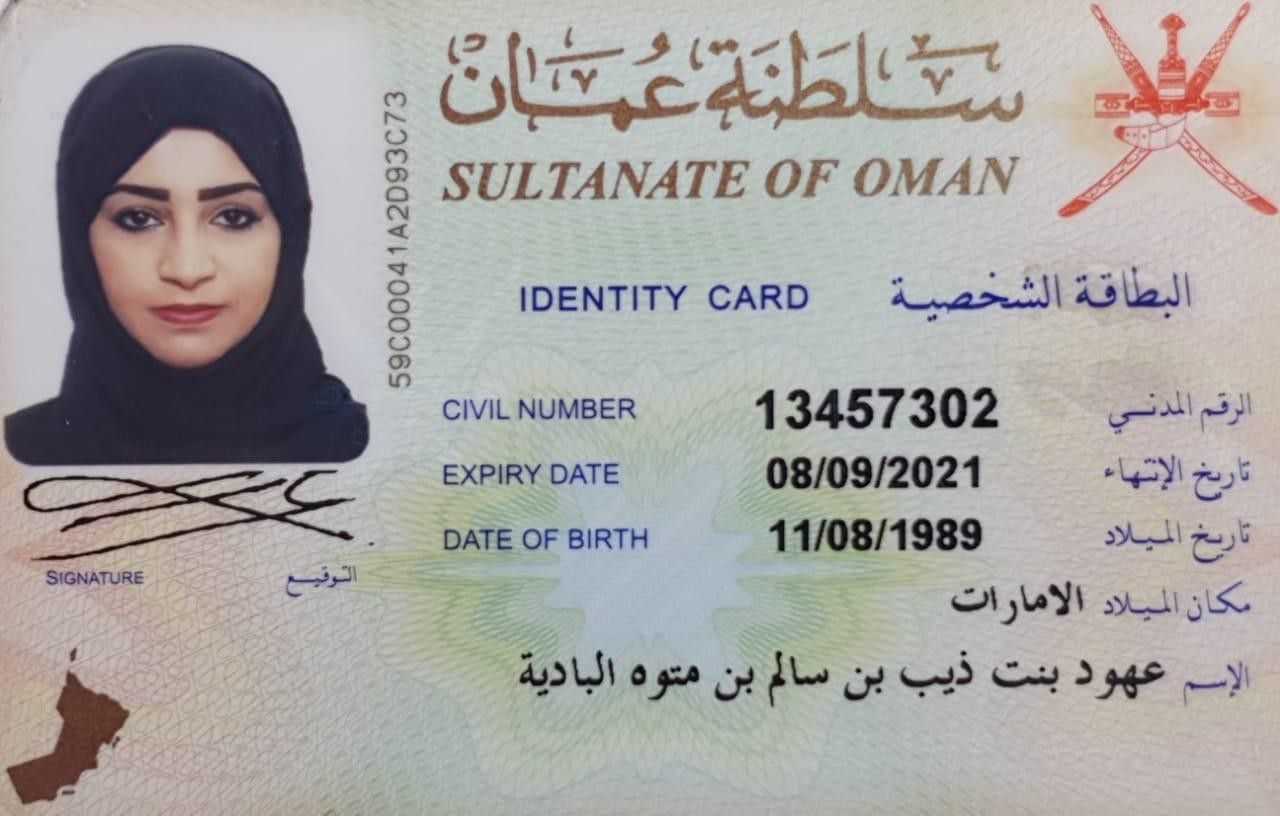 سلطنة عمان
SULTANATE OF OMAN
IDENTITY CARD البطاقة الشخصية
59C00041A2D93C73
CIVIL NUMBER 13457302 الرقم المدني
EXPIRY DATE 08/09/2021 تاريخ الإنتهاء
DATE OF BIRTH 11/08/1989 تاريخ الميلاد
مكان الميلاد الامارات
الإسم عهود بنت ذيب بن سالم بن متوه البادية
SIGNATURE التوقيع